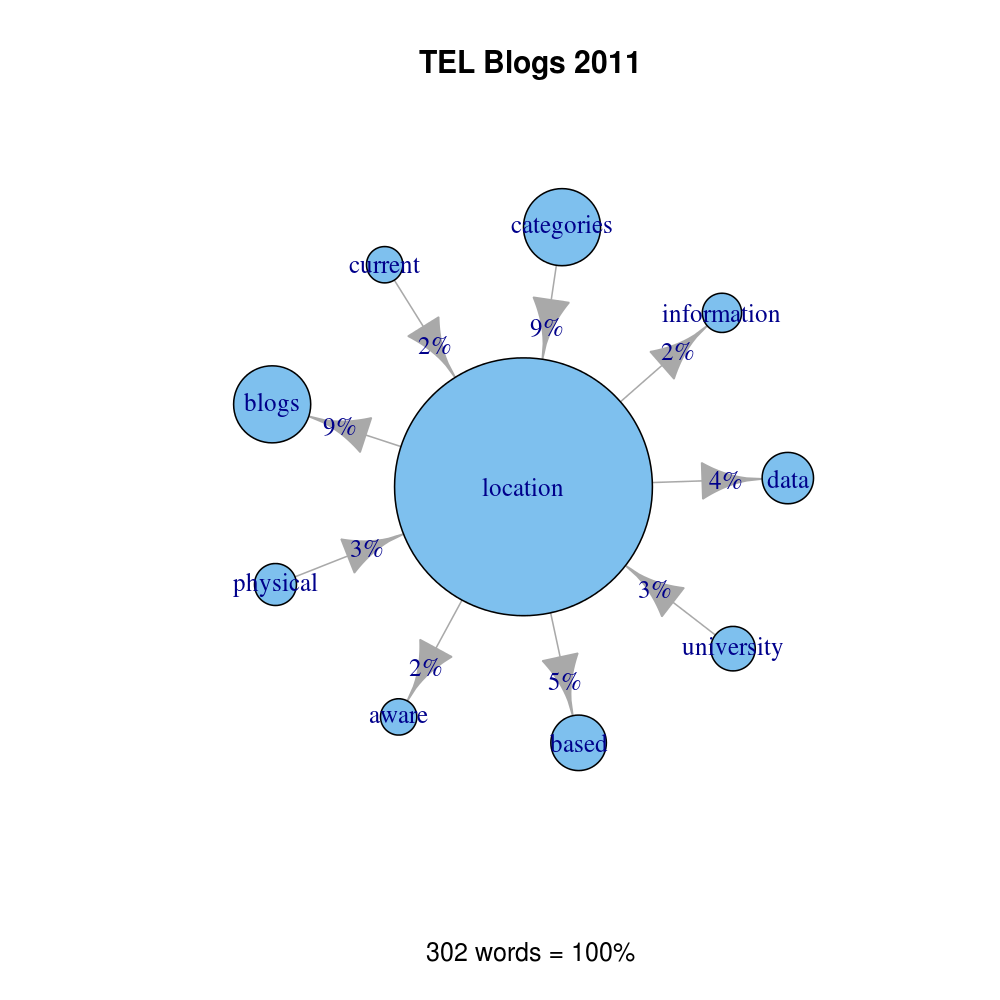 TEL Blogs 2011
categories
current
information
9%
2%
2%
blogs
9%
data
4%
location
physical
3%
3%
university
2%
5%
aware
based
302 words = 100%